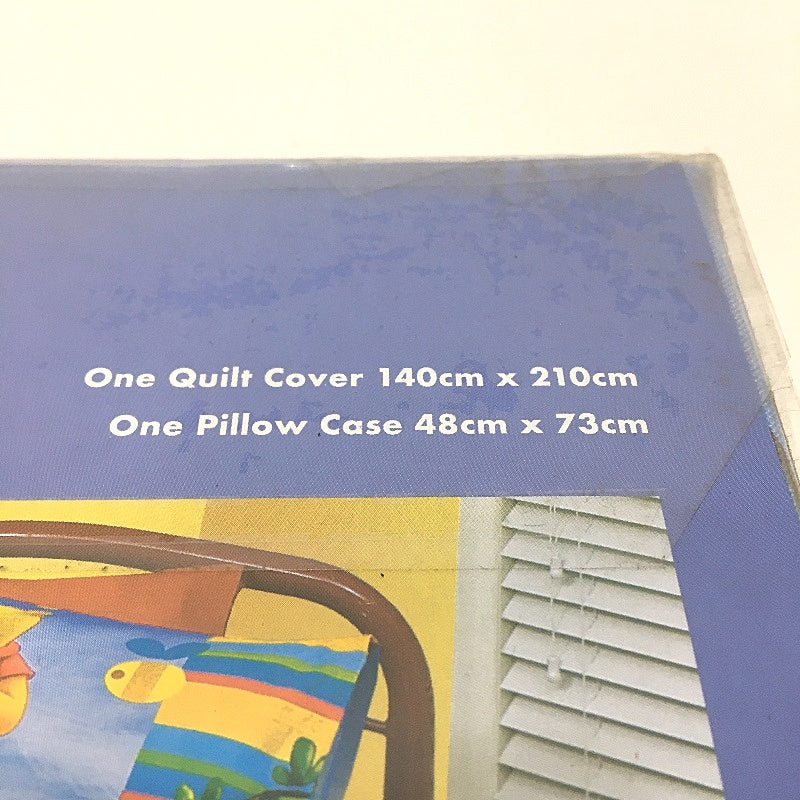 One Quilt Cover 140cm x 210cm
One Pillow Case 48cm x 73cm